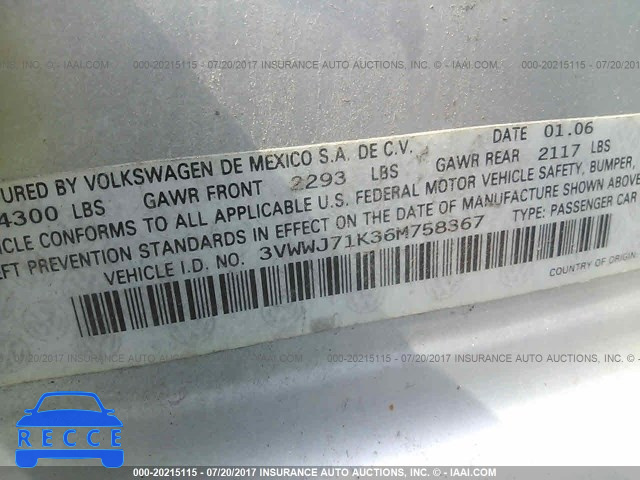 000-20215115 - 07/20/2017 INSURANCE AUTO AUCTIONS, INC. - © IAAI.COM
TURED BY VOLKSWAGEN DE MEXICO S.A. DE C.V. DATE 01.06
4300 LBS GAWR FRONT 2293 LBS GAWR REAR 2117 LBS
ICLE CONFORMS TO ALL APPLICABLE U.S. FEDERAL MOTOR VEHICLE SAFETY, BUMPER,
EFT PREVENTION STANDARDS IN EFFECT ON THE DATE OF MANUFACTURE SHOWN ABOVE
VEHICLE I.D. NO. 3VWWJ71K36M758367 TYPE: PASSENGER CAR
COUNTRY OF ORIGIN
000-20215115 - 07/20/2017 INSURANCE AUTO AUCTIONS, INC. - © IAAI.COM
RECCE
000-20215115 - 07/20/2017 INSURANCE AUTO AUCTIONS, INC. - © IAAI.COM